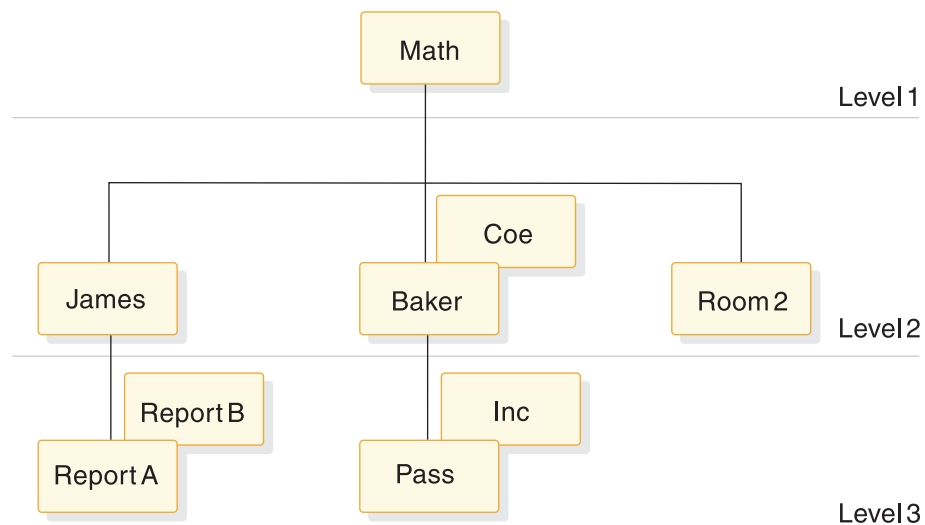 Math
Level 1
Coe
James
Baker
Room 2
Level 2
Report B
Inc
Report A
Pass
Level 3